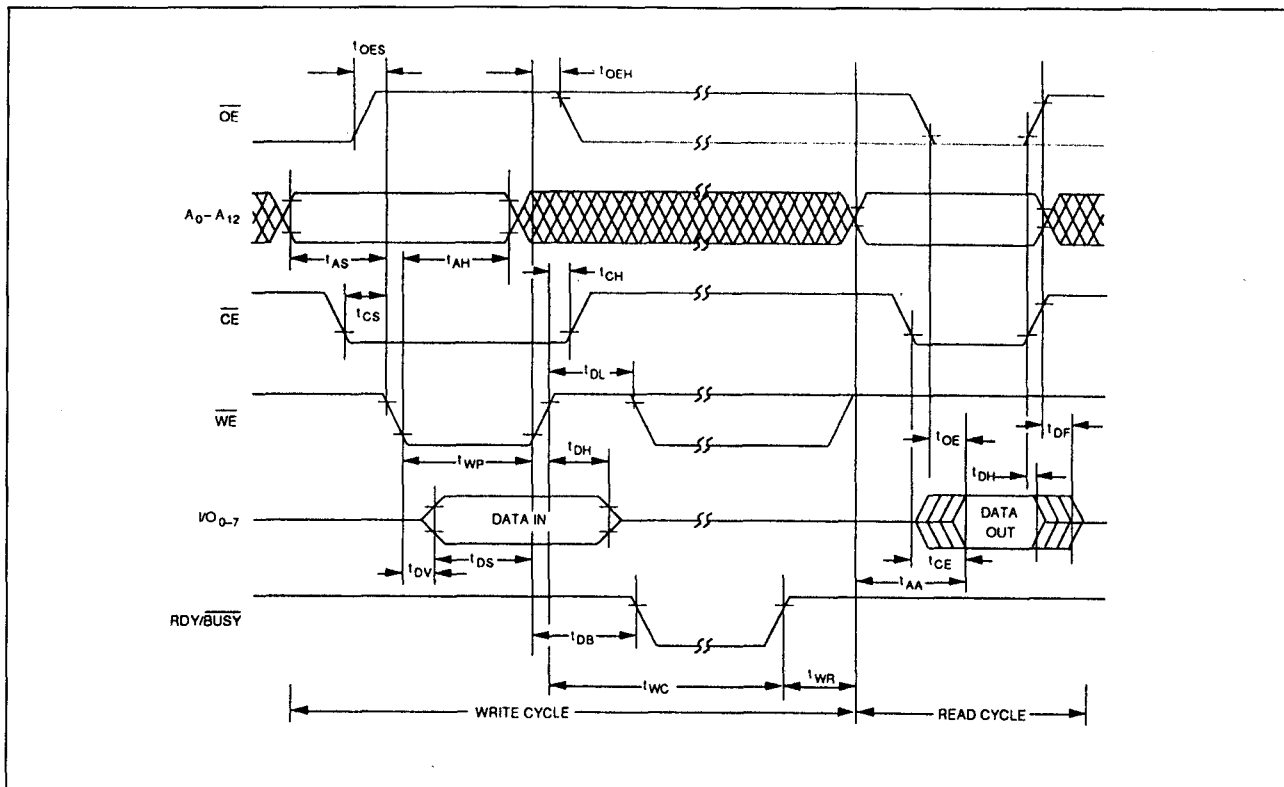 tOES
tOEH
OE
A0–A12
tAS
tAH
tCH
CE
tCS
tDL
WE
tOE
tDF
tWP
tDH
tDH
I/O0–7
DATA IN
DATA OUT
tDV
tDS
tCE
tAA
RDY/BUSY
tDB
tWC
tWR
WRITE CYCLE
READ CYCLE